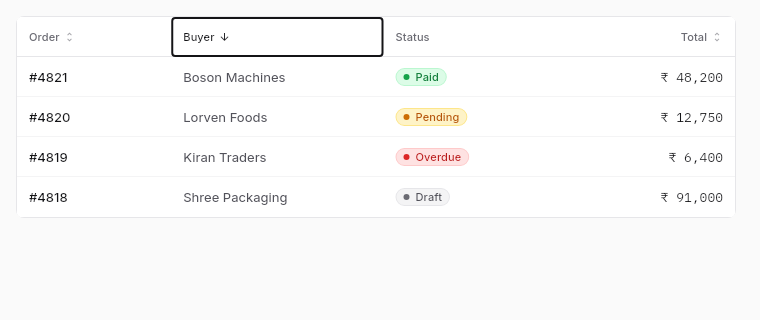 Order Buyer ↓ Status Total
#4821 Boson Machines Paid ₹ 48,200
#4820 Lorven Foods Pending ₹ 12,750
#4819 Kiran Traders Overdue ₹ 6,400
#4818 Shree Packaging Draft ₹ 91,000